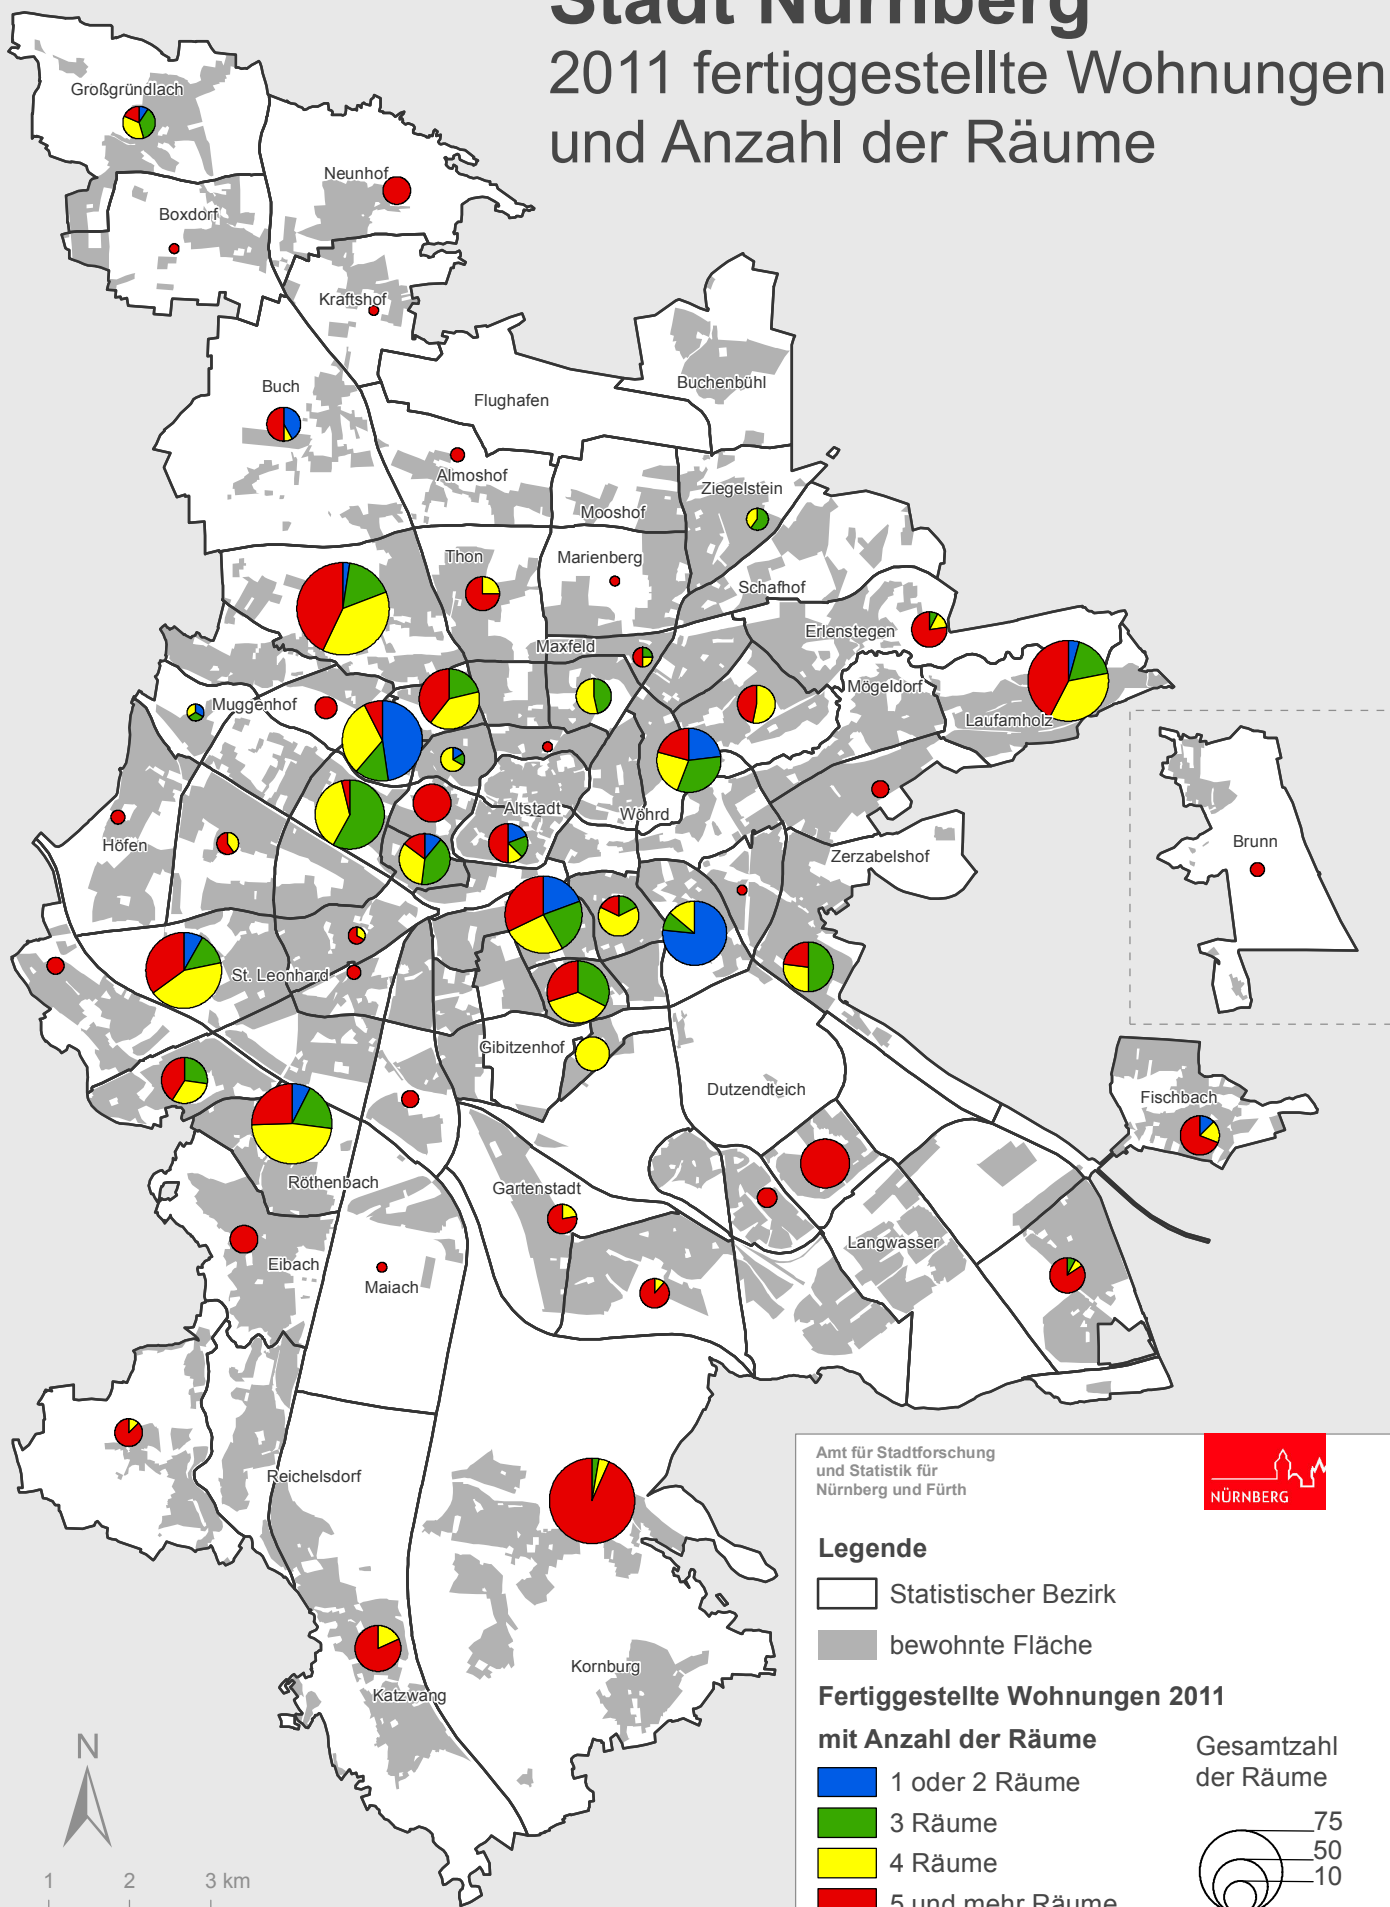 Stadt Nürnberg
2011 fertiggestellte Wohnungen
und Anzahl der Räume
Großgründlach
Neunhof
Boxdorf
Kraftshof
Buch
Flughafen
Buchenbühl
Almoshof
Mooshof
Ziegelstein
Thon
Marienberg
Schafhof
Erlenstegen
Maxfeld
Mögeldorf
Muggenhof
Laufamholz
Altstadt
Wöhrd
Höfen
Zerzabelshof
Brunn
St. Leonhard
Gibitzenhof
Dutzendteich
Fischbach
Röthenbach
Gartenstadt
Langwasser
Eibach
Maiach
Reichelsdorf
Kornburg
Katzwang
N
1 2 3 km
Amt für Stadtforschung
und Statistik für
Nürnberg und Fürth
NÜRNBERG
Legende
Statistischer Bezirk
bewohnte Fläche
Fertiggestellte Wohnungen 2011
mit Anzahl der Räume
1 oder 2 Räume
3 Räume
4 Räume
5 und mehr Räume
Gesamtzahl
der Räume
75
50
10